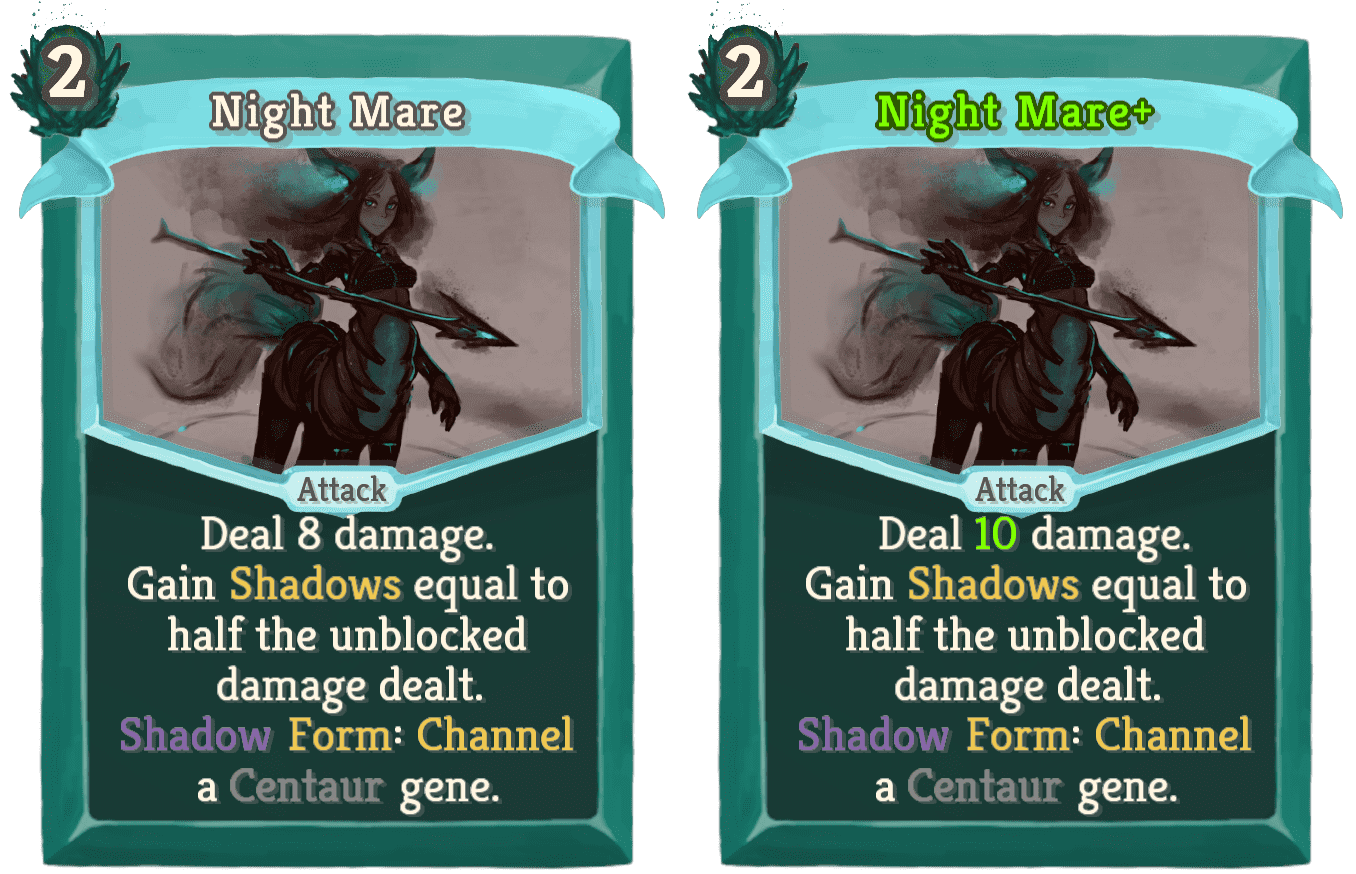 2
Night Mare
Attack
Deal 8 damage.
Gain Shadows equal to
half the unblocked
damage dealt.
Shadow Form: Channel
a Centaur gene.
2
Night Mare+
Attack
Deal 10 damage.
Gain Shadows equal to
half the unblocked
damage dealt.
Shadow Form: Channel
a Centaur gene.